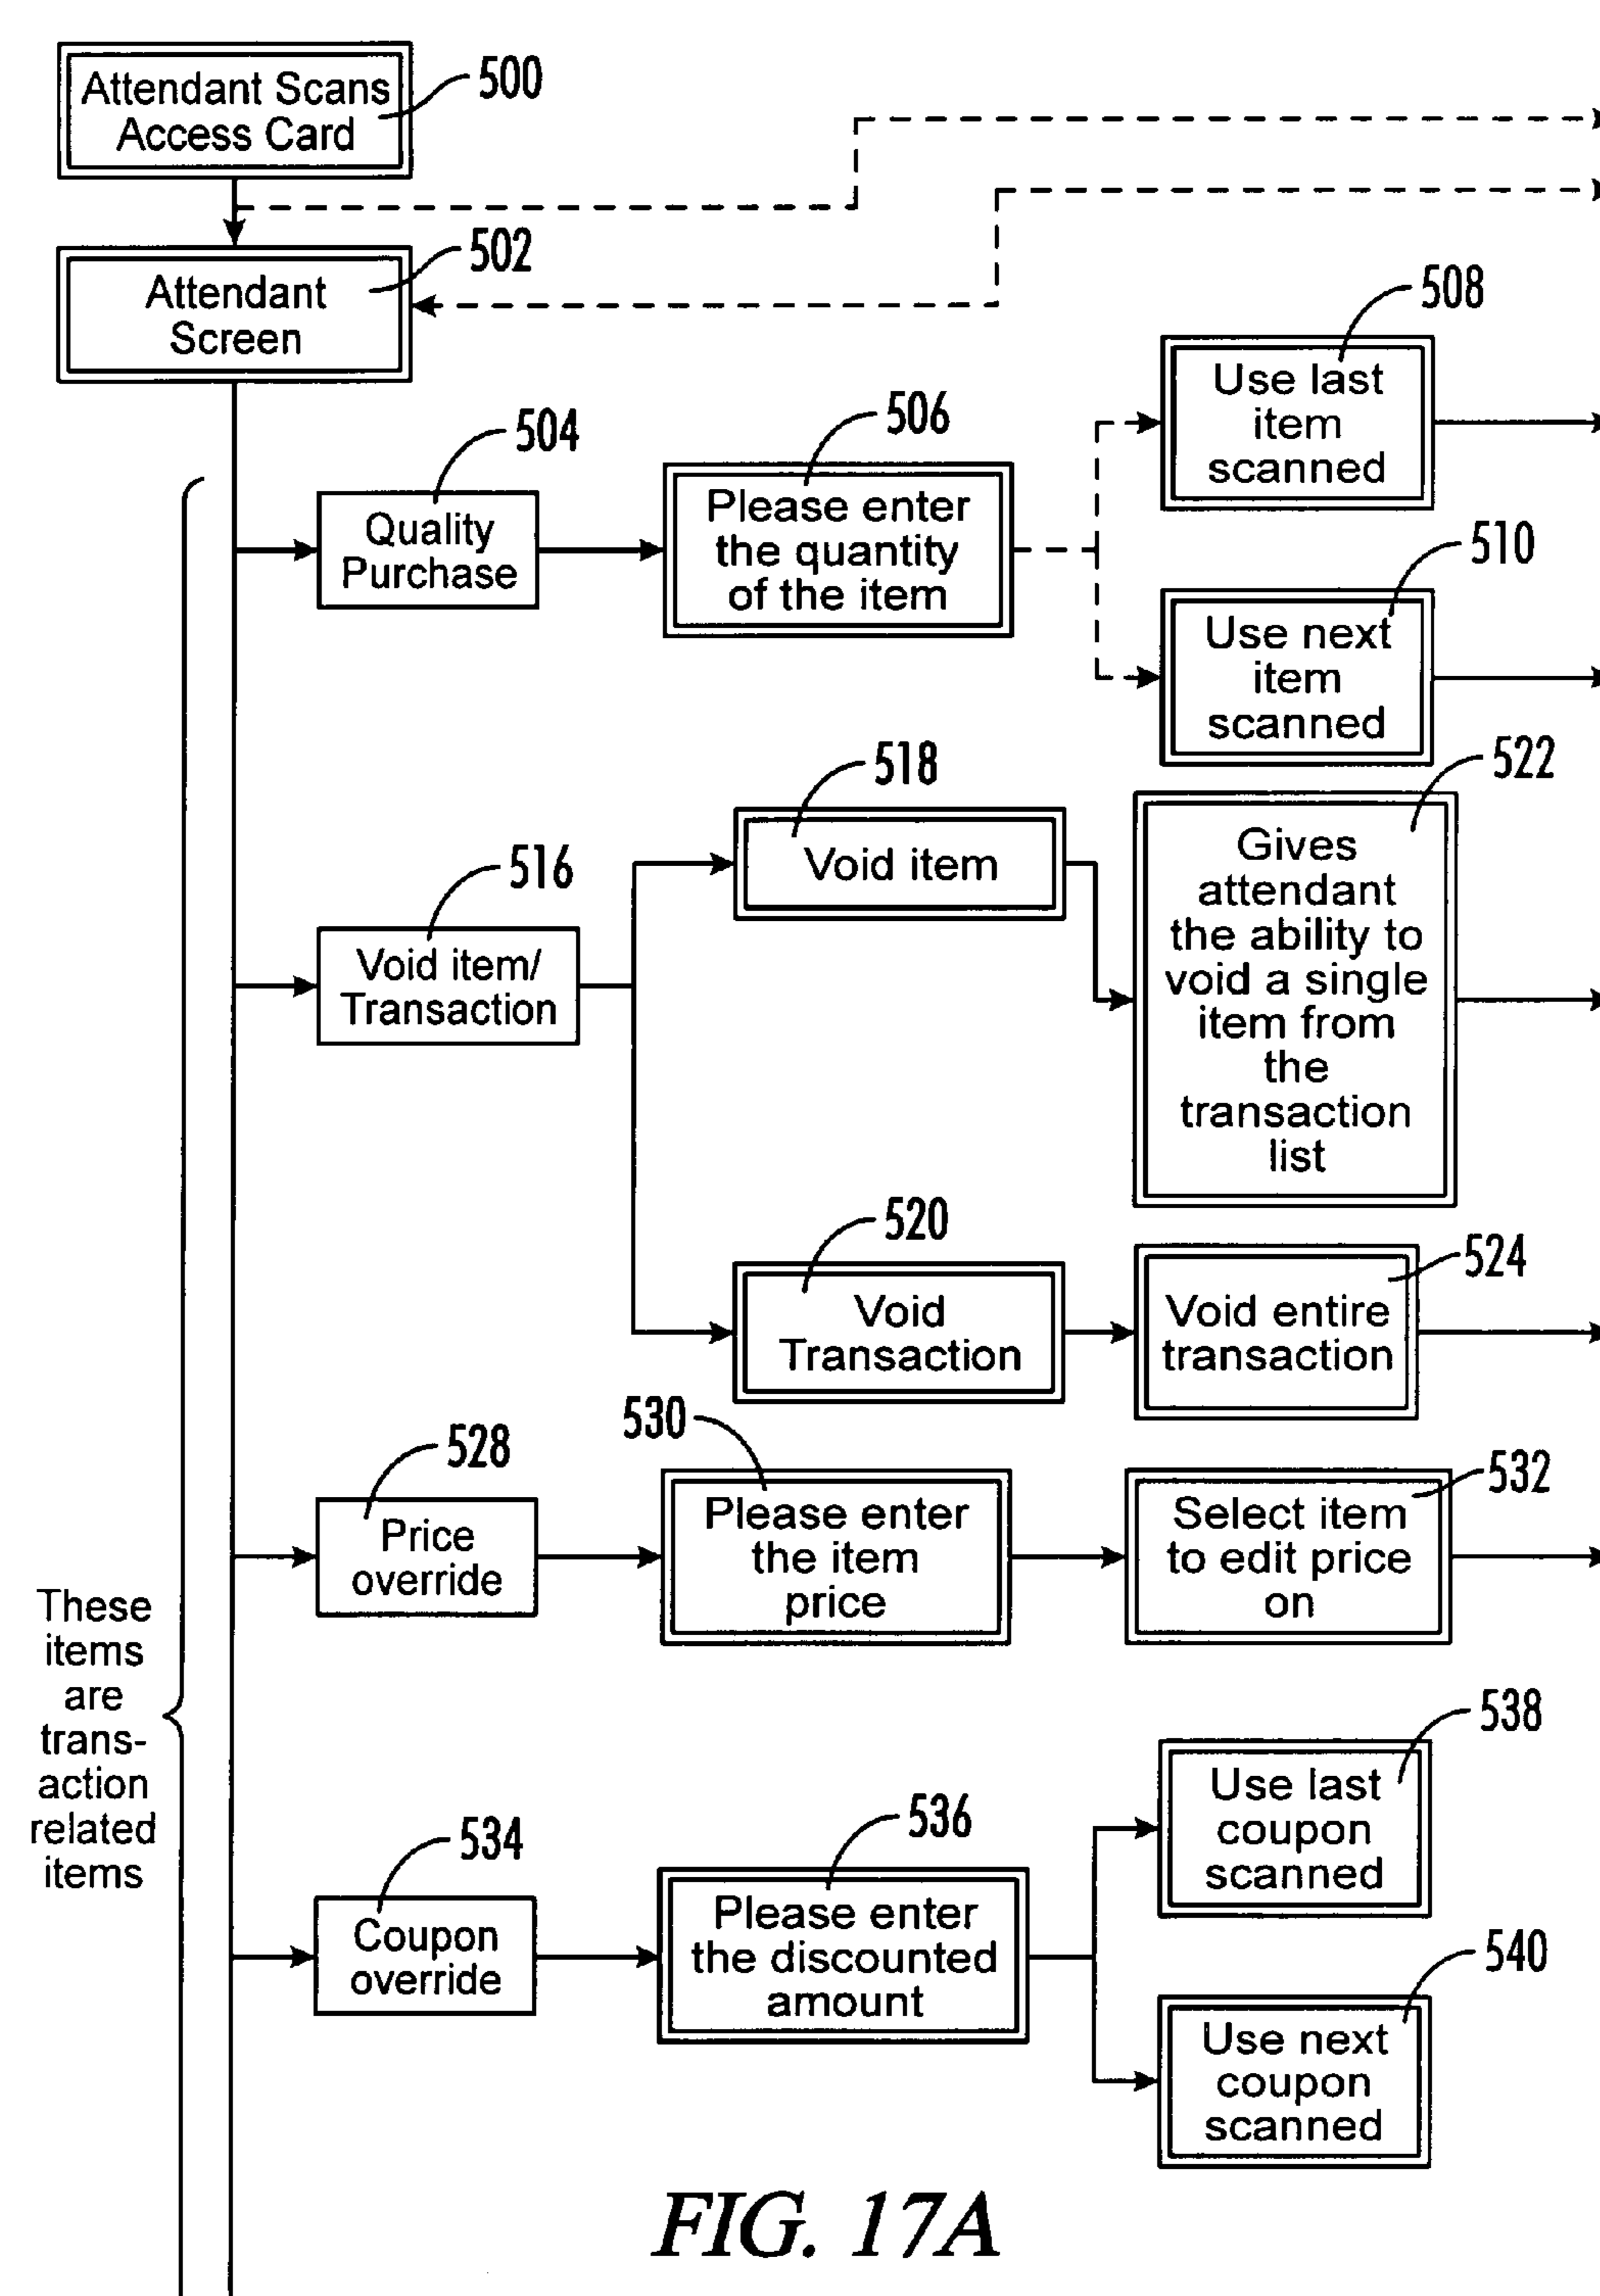 Attendant Scans
Access Card
500
Attendant
Screen
502
504
Quality
Purchase
506
Please enter
the quantity
of the item
508
Use last
item
scanned
510
Use next
item
scanned
516
Void item/
Transaction
518
Void item
522
Gives
attendant
the ability to
void a single
item from
the
transaction
list
520
Void
Transaction
524
Void entire
transaction
528
Price
override
530
Please enter
the item
price
532
Select item
to edit price
on
These
items
are
trans-
action
related
items
534
Coupon
override
536
Please enter
the discounted
amount
538
Use last
coupon
scanned
540
Use next
coupon
scanned
FIG. 17A